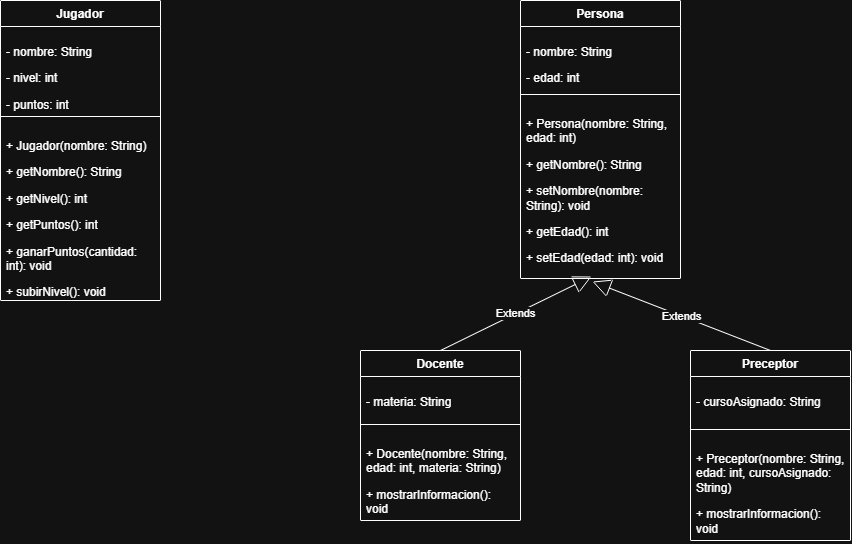 Jugador
- nombre: String
- nivel: int
- puntos: int
+ Jugador(nombre: String)
+ getNombre(): String
+ getNivel(): int
+ getPuntos(): int
+ ganarPuntos(cantidad:
int): void
+ subirNivel(): void
Persona
- nombre: String
- edad: int
+ Persona(nombre: String,
edad: int)
+ getNombre(): String
+ setNombre(nombre:
String): void
+ getEdad(): int
+ setEdad(edad: int): void
Extends
Extends
Docente
- materia: String
+ Docente(nombre: String,
edad: int, materia: String)
+ mostrarInformacion():
void
Preceptor
- cursoAsignado: String
+ Preceptor(nombre: String,
edad: int, cursoAsignado:
String)
+ mostrarInformacion():
void